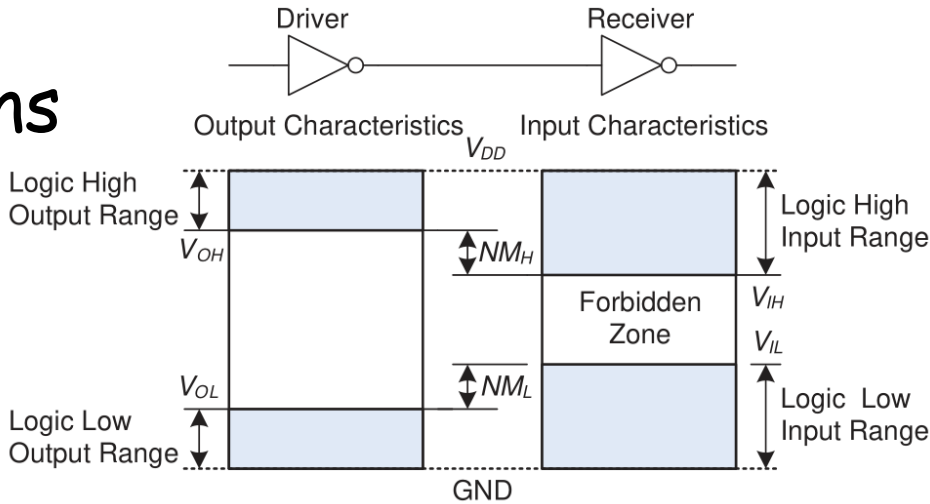 Driver
Receiver
ns
Output Characteristics
Input Characteristics
VDD
Logic High
Output Range
VOH
NMH
Logic High
Input Range
Forbidden
Zone
VIH
VIL
VOL
NML
Logic Low
Output Range
Logic Low
Input Range
GND